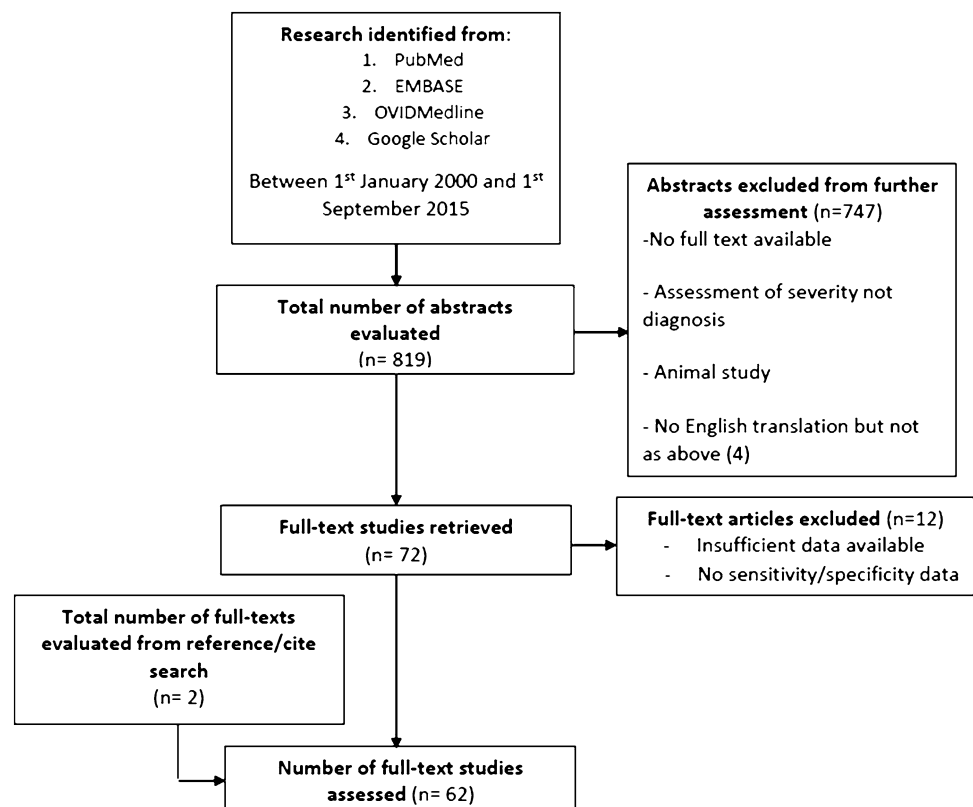 Research identified from:
1. PubMed
2. EMBASE
3. OVIDMedline
4. Google Scholar
Between 1st January 2000 and 1st
September 2015
Total number of abstracts
evaluated
(n= 819)
Abstracts excluded from further
assessment (n=747)
-No full text available
- Assessment of severity not
diagnosis
- Animal study
- No English translation but not
as above (4)
Full-text studies retrieved
(n= 72)
Full-text articles excluded (n=12)
- Insufficient data available
- No sensitivity/specificity data
Total number of full-texts
evaluated from reference/cite
search
(n= 2)
Number of full-text studies
assessed (n= 62)